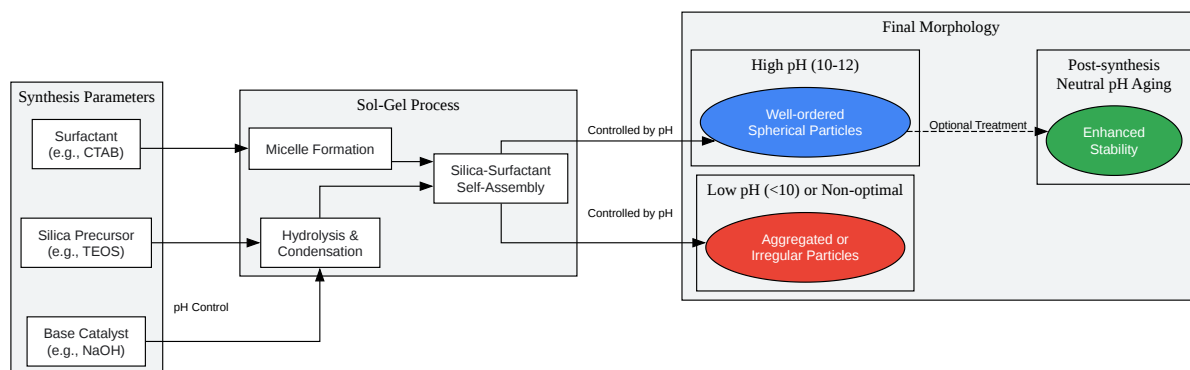 Synthesis Parameters
Surfactant
(e.g., CTAB)
Silica Precursor
(e.g., TEOS)
Base Catalyst
(e.g., NaOH)
pH Control
Sol-Gel Process
Micelle Formation
Hydrolysis &
Condensation
Silica-Surfactant
Self-Assembly
Controlled by pH
Controlled by pH
Final Morphology
High pH (10-12)
Well-ordered
Spherical Particles
Low pH (<10) or Non-optimal
Aggregated or
Irregular Particles
Optional Treatment
Post-synthesis
Neutral pH Aging
Enhanced
Stability